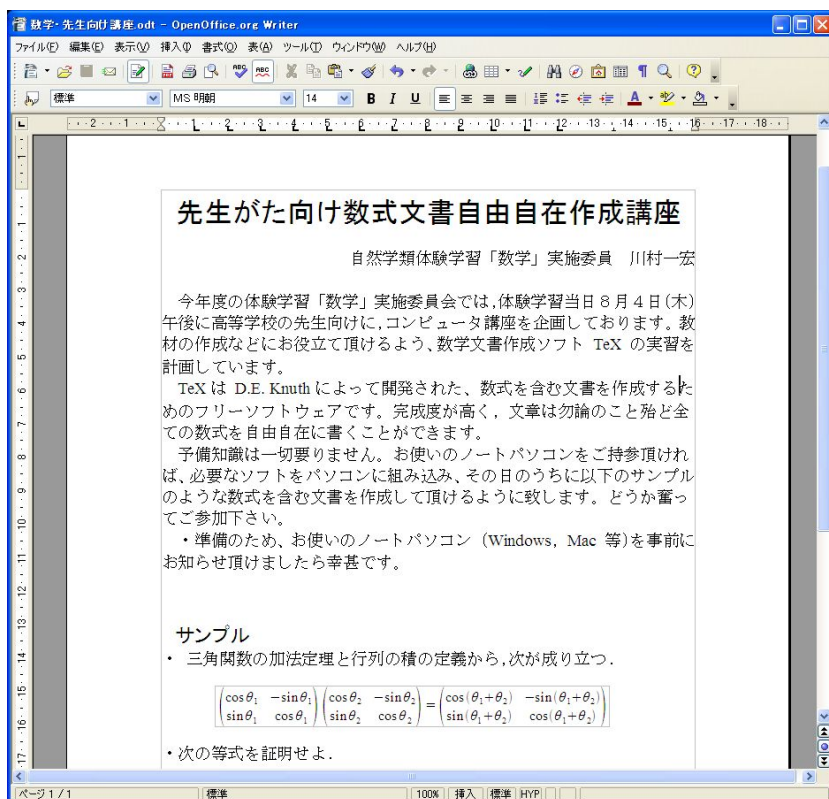 数学・先生向け講座.odt - OpenOffice.org Writer
ファイル(F) 編集(E) 表示(V) 挿入(I) 書式(O) 表(A) ツール(T) ウィンドウ(W) ヘルプ(H)
標準 MS 明朝 14 B I U
先生がた向け数式文書自由自在作成講座
自然学類体験学習「数学」実施委員 川村一宏
今年度の体験学習「数学」実施委員会では,体験学習当日8月4日(木)
午後に高等学校の先生向けに,コンピュータ講座を企画しております。教
材の作成などにお役立て頂けるよう、数学文書作成ソフト TeX の実習を
計画しています。
TeX は D.E. Knuth によって開発された、数式を含む文書を作成するた
めのフリーソフトウェアです。完成度が高く,文章は勿論のこと殆ど全
ての数式を自由自在に書くことができます。
予備知識は一切要りません。お使いのノートパソコンをご持参頂けれ
ば、必要なソフトをパソコンに組み込み、その日のうちに以下のサンプル
のような数式を含む文書を作成して頂けるように致します。どうか奮っ
てご参加下さい。
・準備のため、お使いのノートパソコン (Windows, Mac 等)を事前に
お知らせ頂けましたら幸甚です。
サンプル
・ 三角関数の加法定理と行列の積の定義から,次が成り立つ.
(cosθ₁ −sinθ₁)(cosθ₂ −sinθ₂)=(cos(θ₁+θ₂) −sin(θ₁+θ₂))
(sinθ₁ cosθ₁)(sinθ₂ cosθ₂) (sin(θ₁+θ₂) cos(θ₁+θ₂))
・次の等式を証明せよ.
ページ 1 / 1 標準 100% 挿入 標準 HYP